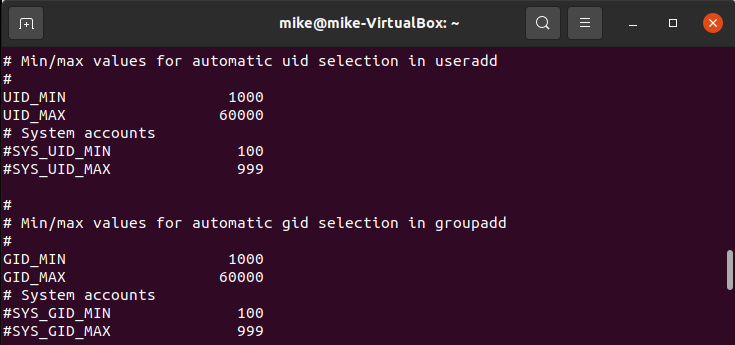 mike@mike-VirtualBox: ~
# Min/max values for automatic uid selection in useradd
#
UID_MIN                  1000
UID_MAX                 60000
# System accounts
#SYS_UID_MIN              100
#SYS_UID_MAX              999

#
# Min/max values for automatic gid selection in groupadd
#
GID_MIN                  1000
GID_MAX                 60000
# System accounts
#SYS_GID_MIN              100
#SYS_GID_MAX              999